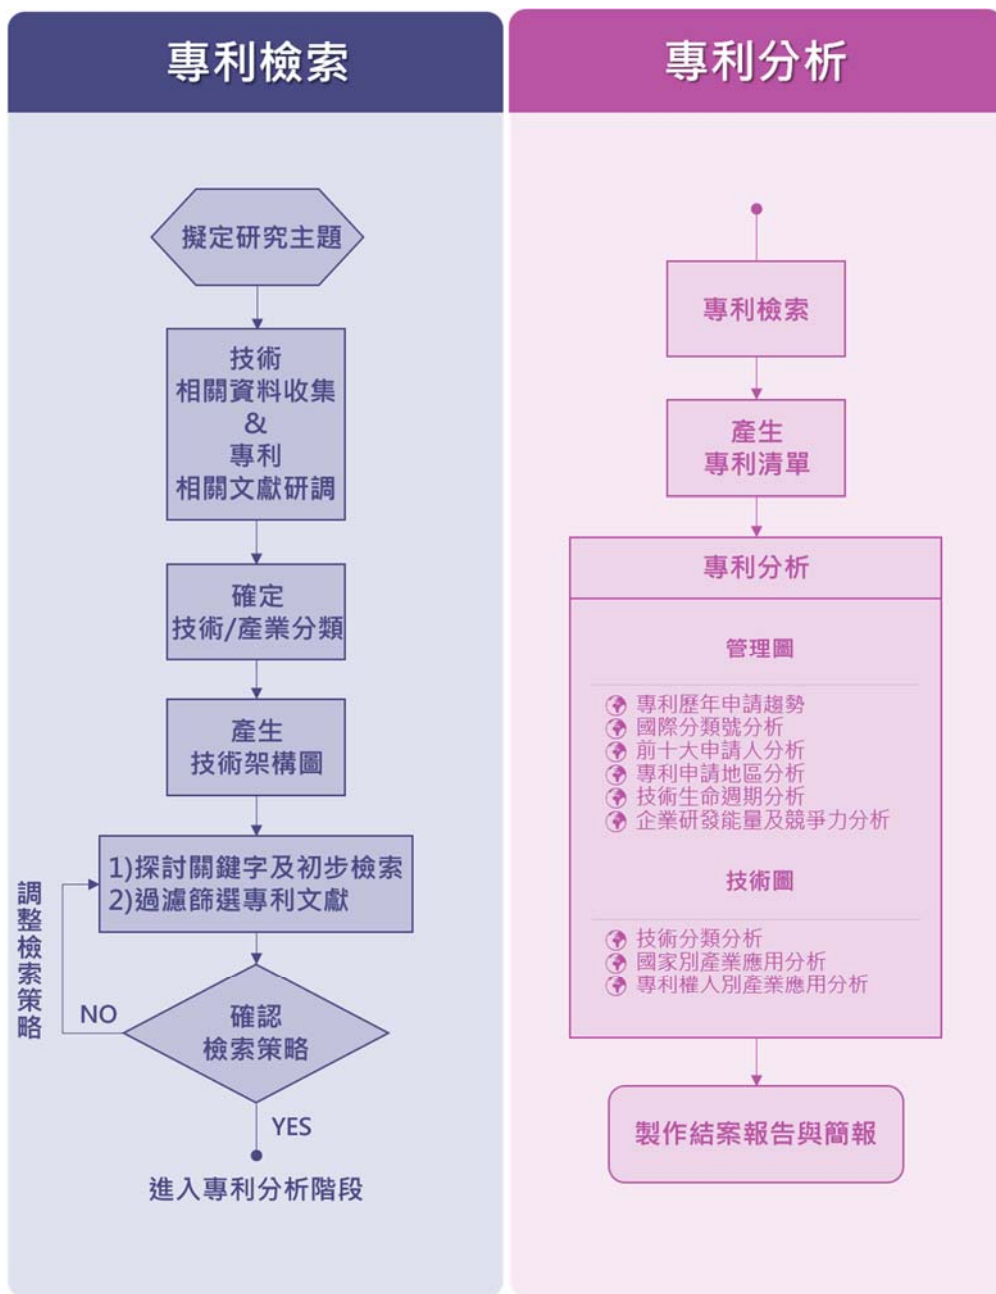 專利檢索
擬定研究主題
技術
相關資料收集
&
專利
相關文獻研調
確定
技術/產業分類
產生
技術架構圖
1)探討關鍵字及初步檢索
2)過濾篩選專利文獻
調整檢索策略
NO
確認
檢索策略
YES
進入專利分析階段
專利分析
專利檢索
產生
專利清單
專利分析
管理圖
專利歷年申請趨勢
國際分類號分析
前十大申請人分析
專利申請地區分析
技術生命週期分析
企業研發能量及競爭力分析
技術圖
技術分類分析
國家別產業應用分析
專利權人別產業應用分析
製作結案報告與簡報